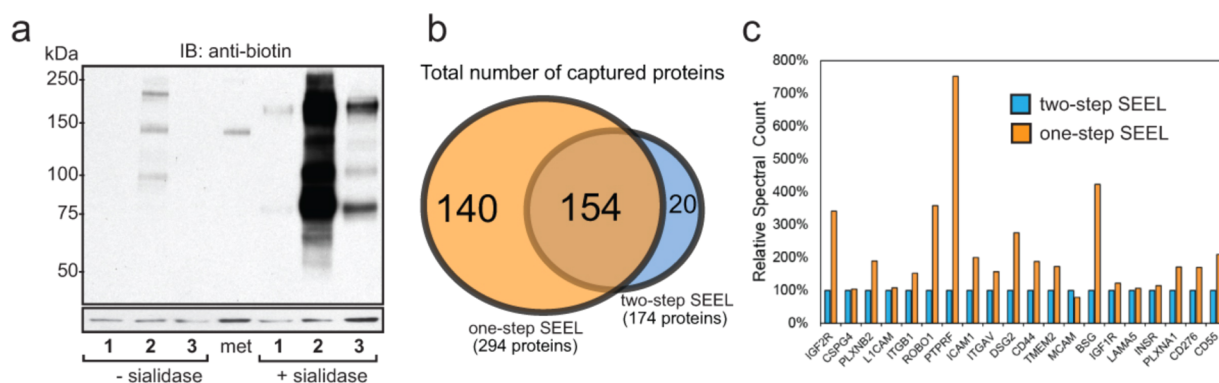 a
kDa
IB: anti-biotin
250
150
100
75
50
1 2 3 met 1 2 3
- sialidase + sialidase
b
Total number of captured proteins
140 154 20
two-step SEEL
(174 proteins)
one-step SEEL
(294 proteins)
c
Relative Spectral Count
800%
700%
600%
500%
400%
300%
200%
100%
0%
two-step SEEL
one-step SEEL
IGF2R
CSPG4
PLXNB2
L1CAM
ITGB1
ROBO1
PTPRF
ICAM1
ITGAV
DSG2
CD44
TMEM2
MCAM
BSG
IGF1R
LAMA5
INSR
PLXNA1
CD276
CD55